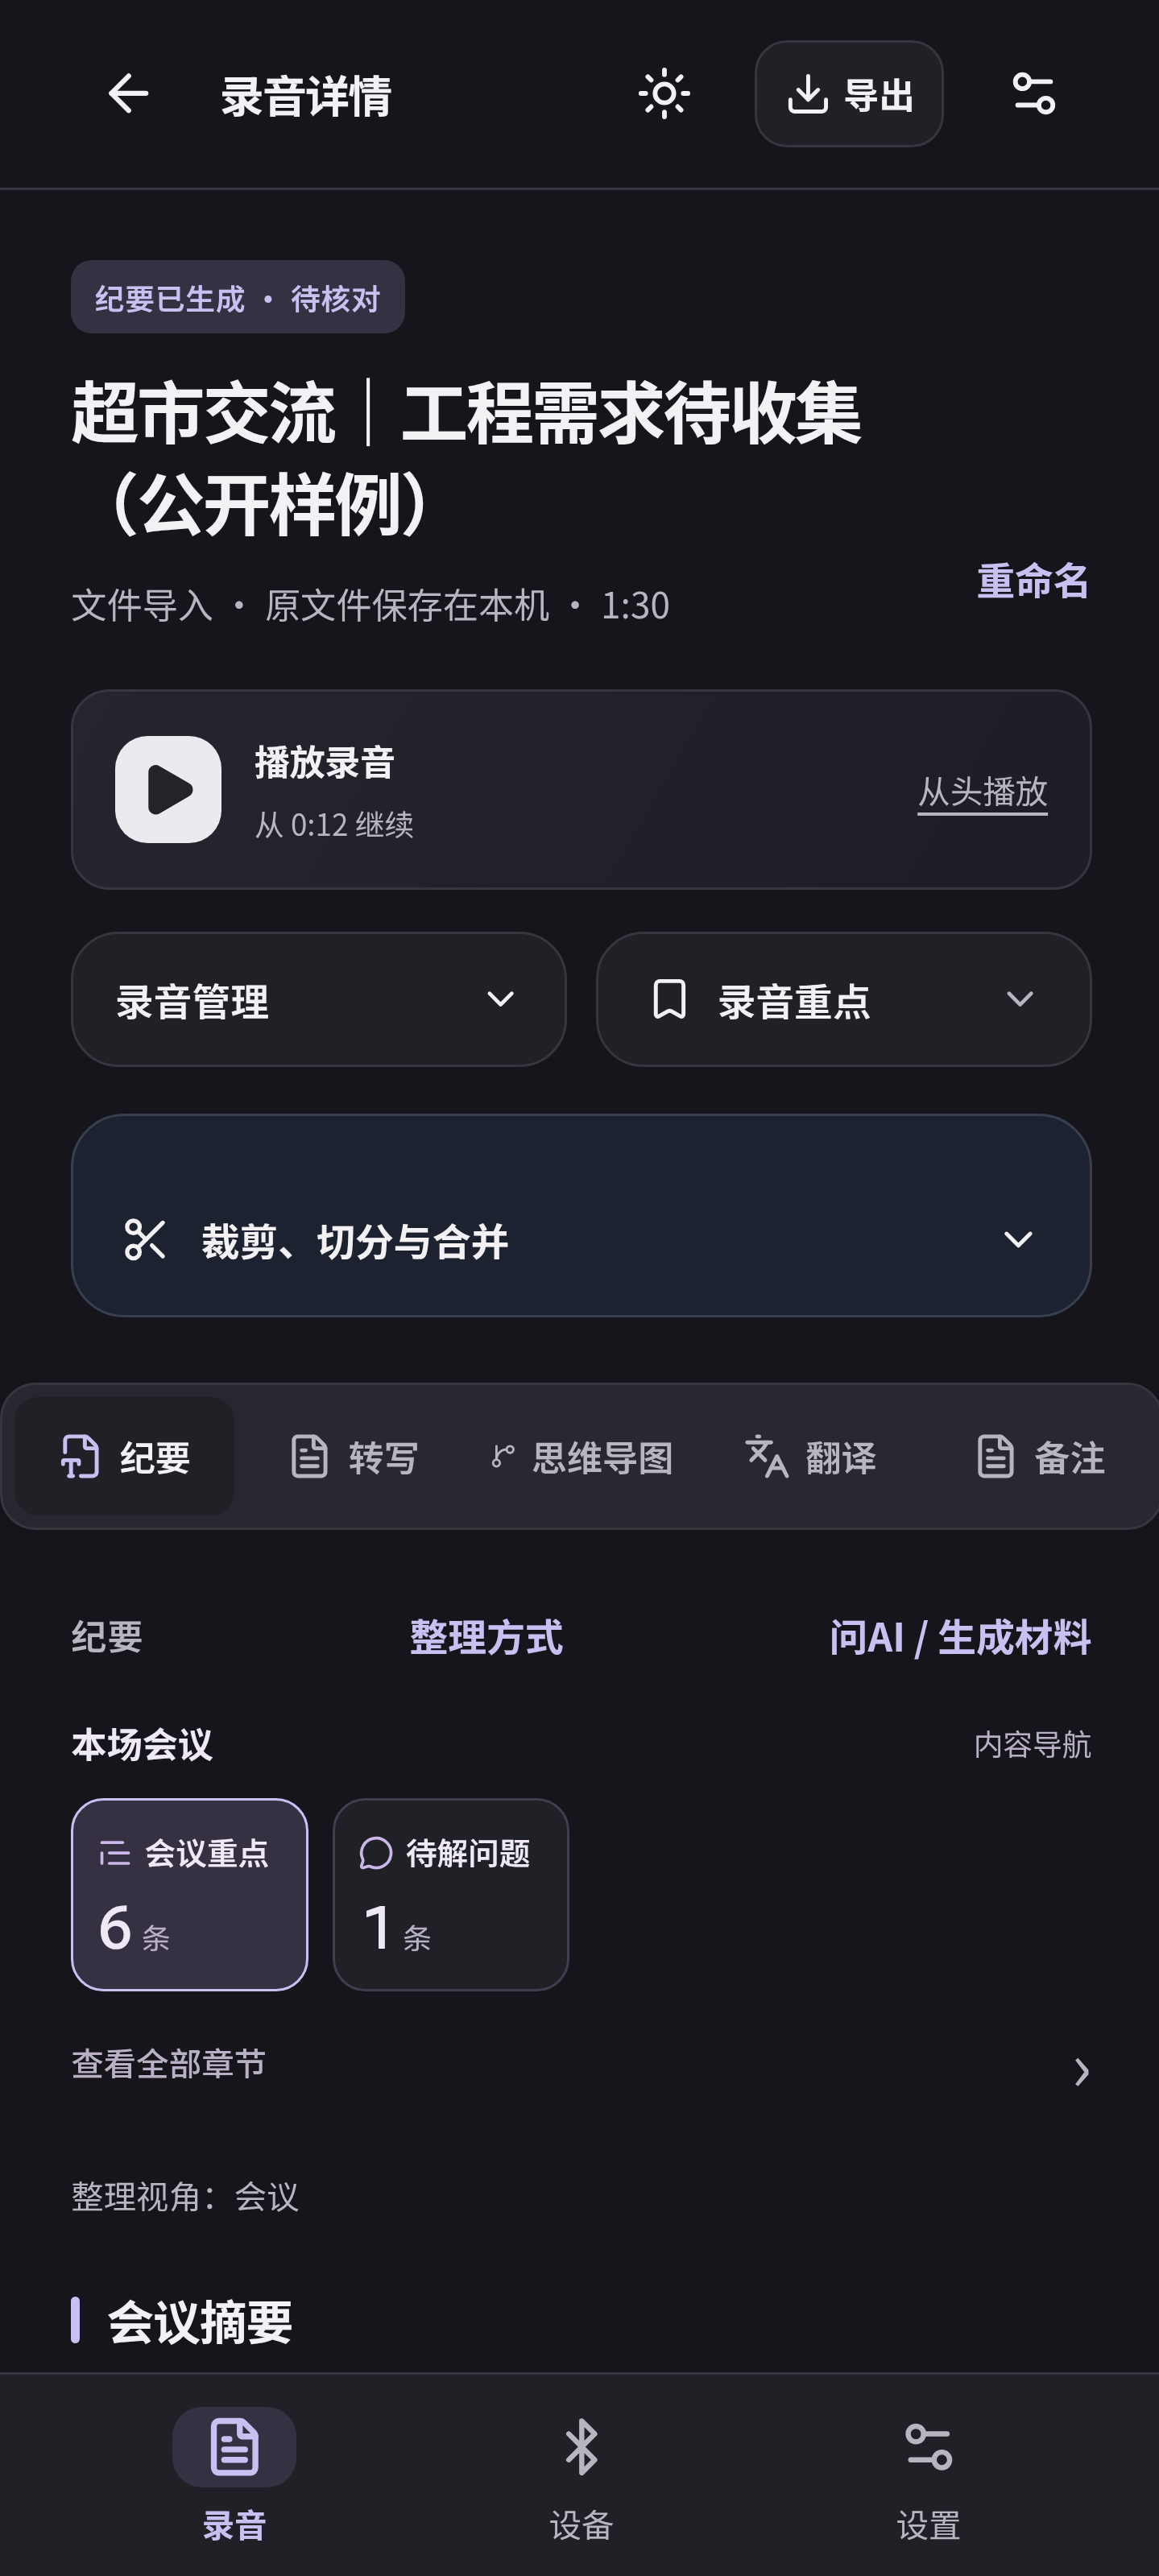 录音详情
导出
纪要已生成 · 待核对
超市交流｜工程需求待收集
（公开样例）
重命名
文件导入 · 原文件保存在本机 · 1:30
播放录音
从 0:12 继续
从头播放
录音管理
录音重点
裁剪、切分与合并
纪要
转写
思维导图
翻译
备注
纪要
整理方式
问AI / 生成材料
本场会议
内容导航
会议重点
6 条
待解问题
1 条
查看全部章节
整理视角：会议
会议摘要
录音
设备
设置